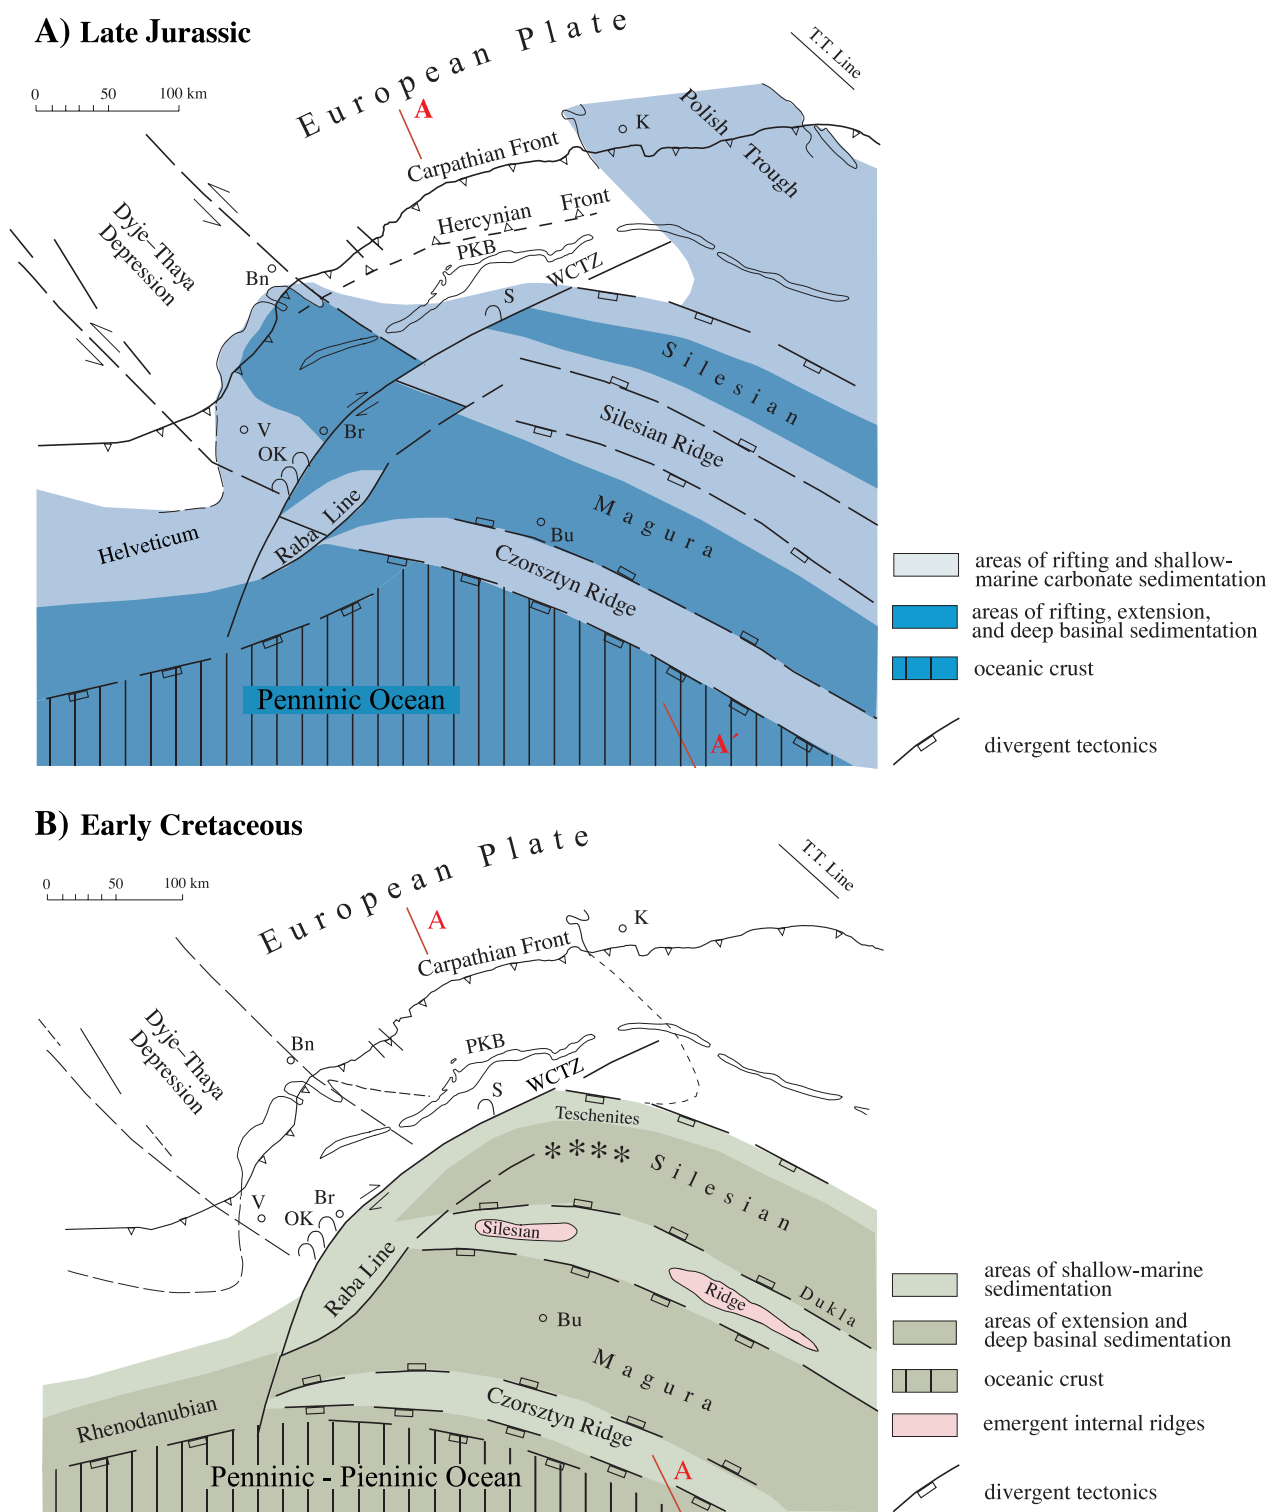 A) Late Jurassic
European Plate
T.T. Line
0 50 100 km
A
K
Polish
Trough
Carpathian Front
Hercynian Front
Dyje–Thaya
Depression
Bn
PKB
WCTZ
S
Silesian
Silesian Ridge
V
Br
OK
Magura
Raba Line
Bu
Helveticum
Czorsztyn Ridge
Penninic Ocean
A´
areas of rifting and shallow-
marine carbonate sedimentation
areas of rifting, extension,
and deep basinal sedimentation
oceanic crust
divergent tectonics
B) Early Cretaceous
European Plate
T.T. Line
0 50 100 km
A
K
Carpathian Front
Dyje–Thaya
Depression
Bn
PKB
WCTZ
S
Teschenites
****
Silesian
V
Br
OK
Silesian
Raba Line
Ridge
Dukla
Bu
Magura
Rhenodanubian
Czorsztyn Ridge
A
Penninic - Pieninic Ocean
areas of shallow-marine
sedimentation
areas of extension and
deep basinal sedimentation
oceanic crust
emergent internal ridges
divergent tectonics